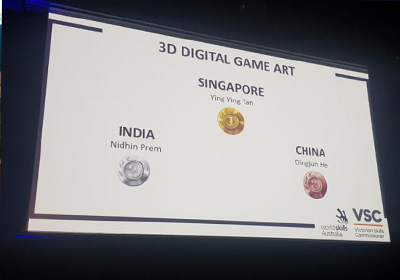 3D DIGITAL GAME ART
SINGAPORE
Ying Ying Tan
INDIA
Nidhin Prem
CHINA
Dingjun He
worldskills
Australia
VSC
Victorian Skills
Commissioner